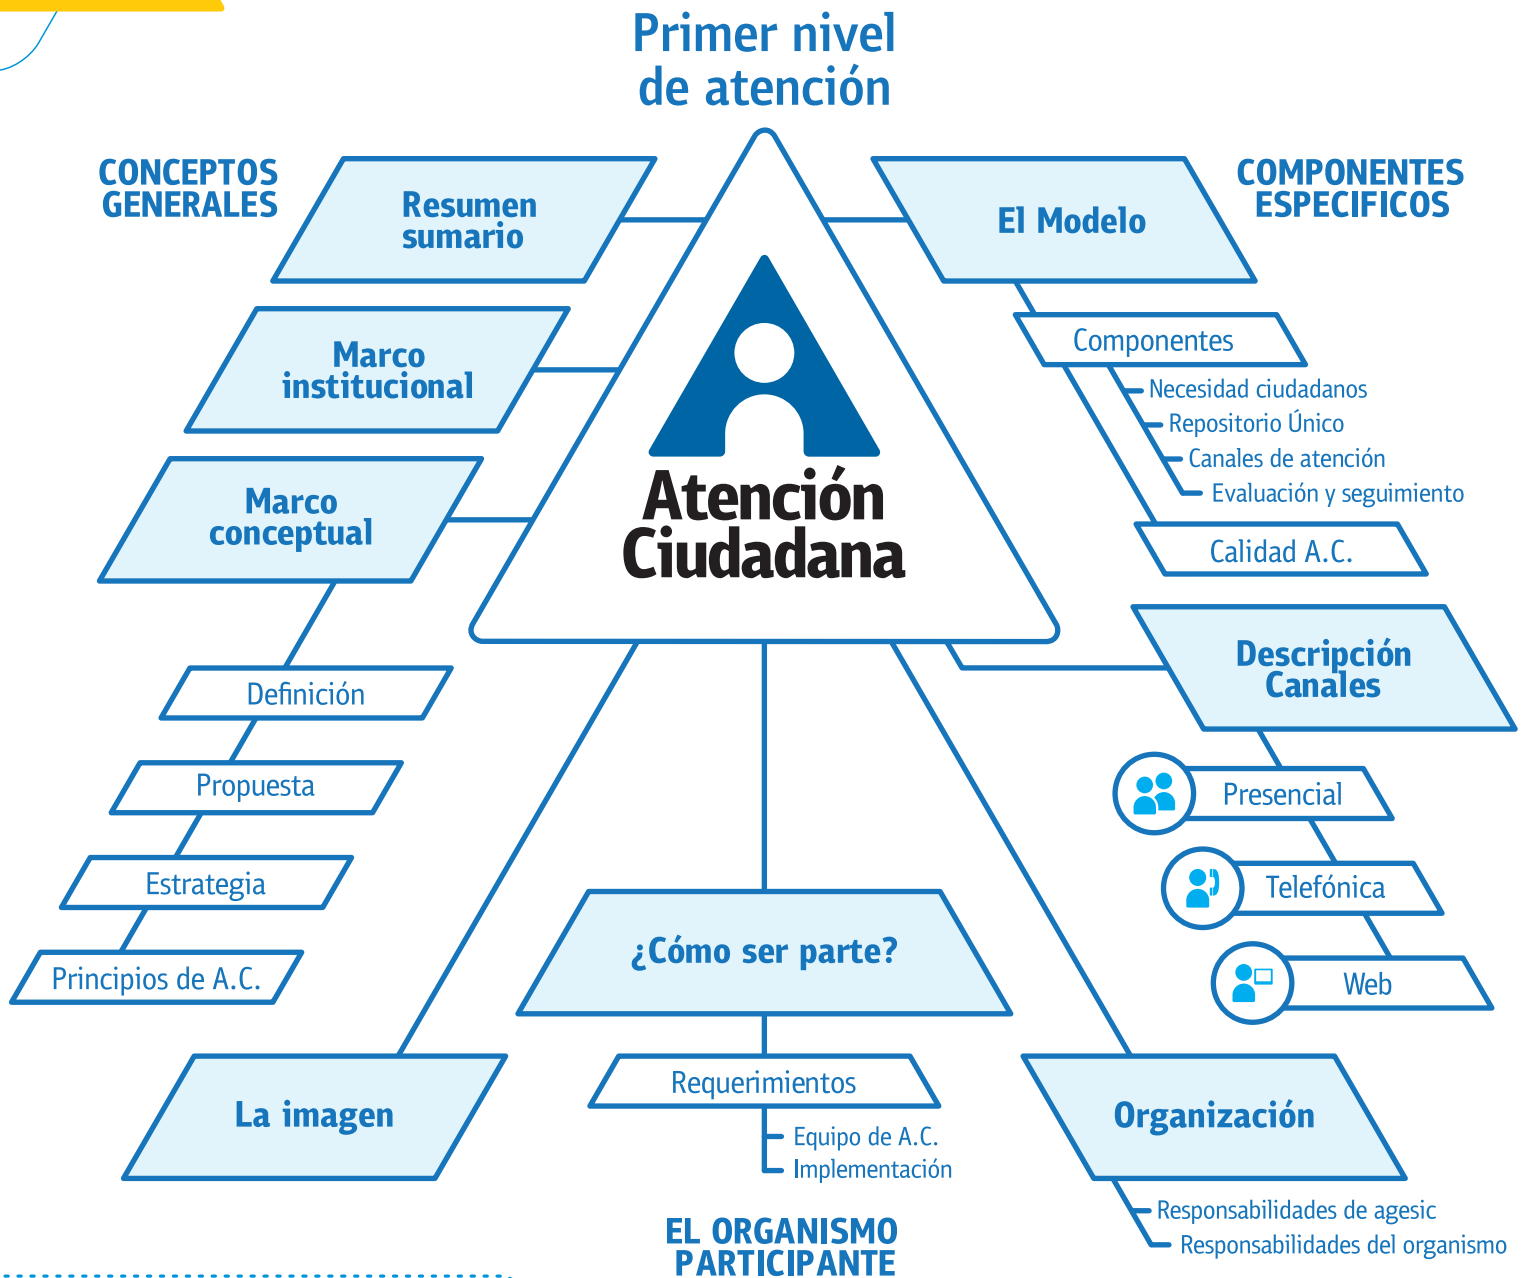 Primer nivel
de atención
CONCEPTOS
GENERALES
Resumen
sumario
Marco
institucional
Marco
conceptual
Definición
Propuesta
Estrategia
Principios de A.C.
Atención
Ciudadana
COMPONENTES
ESPECIFICOS
El Modelo
Componentes
Necesidad ciudadanos
Repositorio Único
Canales de atención
Evaluación y seguimiento
Calidad A.C.
Descripción
Canales
Presencial
Telefónica
Web
La imagen
¿Cómo ser parte?
Requerimientos
Equipo de A.C.
Implementación
EL ORGANISMO
PARTICIPANTE
Organización
Responsabilidades de agesic
Responsabilidades del organismo